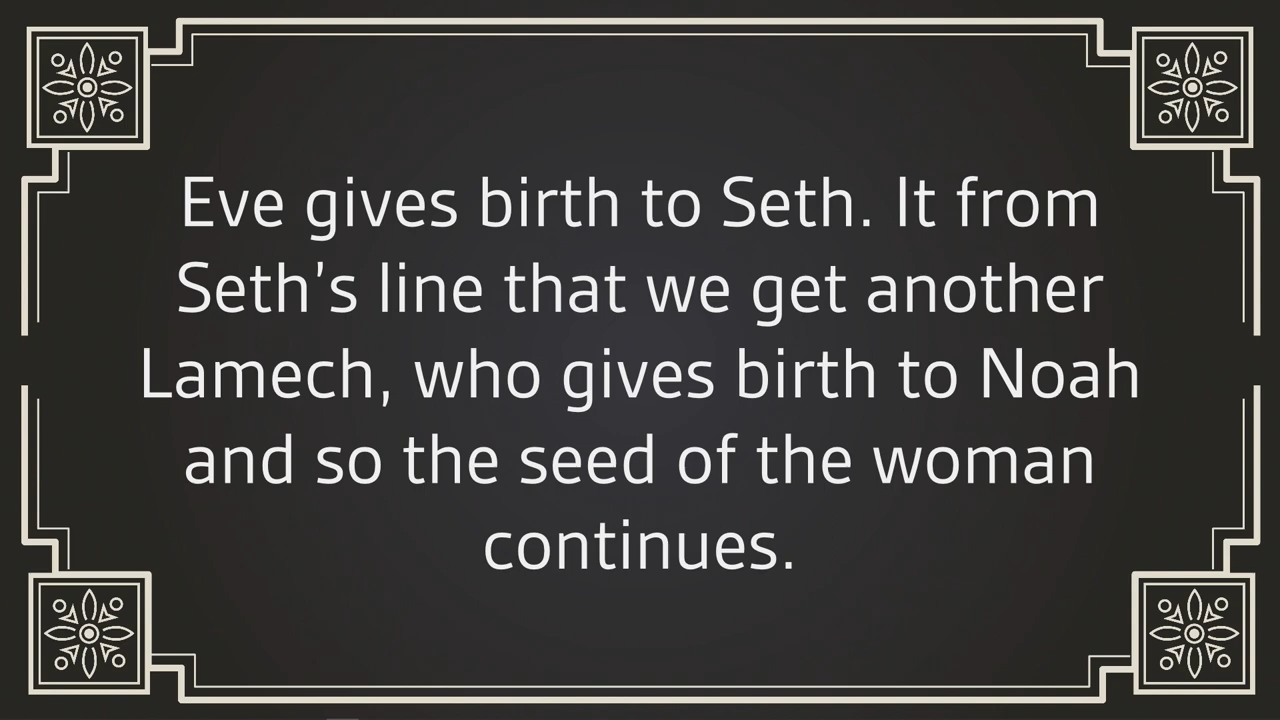 Eve gives birth to Seth. It from
Seth’s line that we get another
Lamech, who gives birth to Noah
and so the seed of the woman
continues.